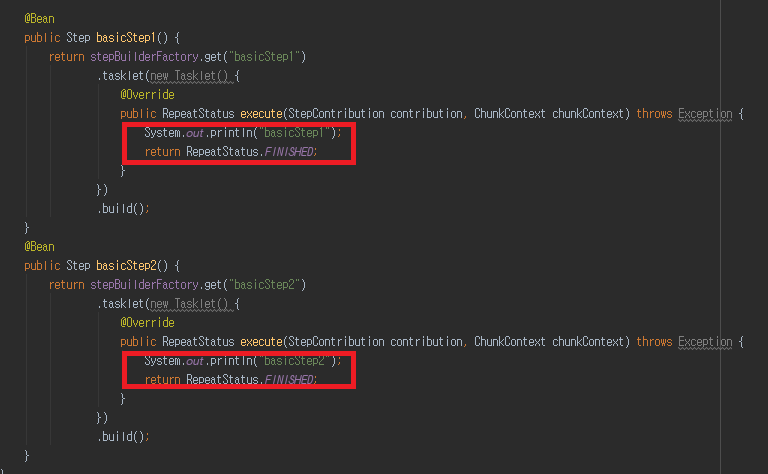 @Bean
public Step basicStep1() {
return stepBuilderFactory.get("basicStep1")
.tasklet(new Tasklet() {
@Override
public RepeatStatus execute(StepContribution contribution, ChunkContext chunkContext) throws Exception {
System.out.println("basicStep1");
return RepeatStatus.FINISHED;
}
})
.build();
}
@Bean
public Step basicStep2() {
return stepBuilderFactory.get("basicStep2")
.tasklet(new Tasklet() {
@Override
public RepeatStatus execute(StepContribution contribution, ChunkContext chunkContext) throws Exception {
System.out.println("basicStep2");
return RepeatStatus.FINISHED;
}
})
.build();
}